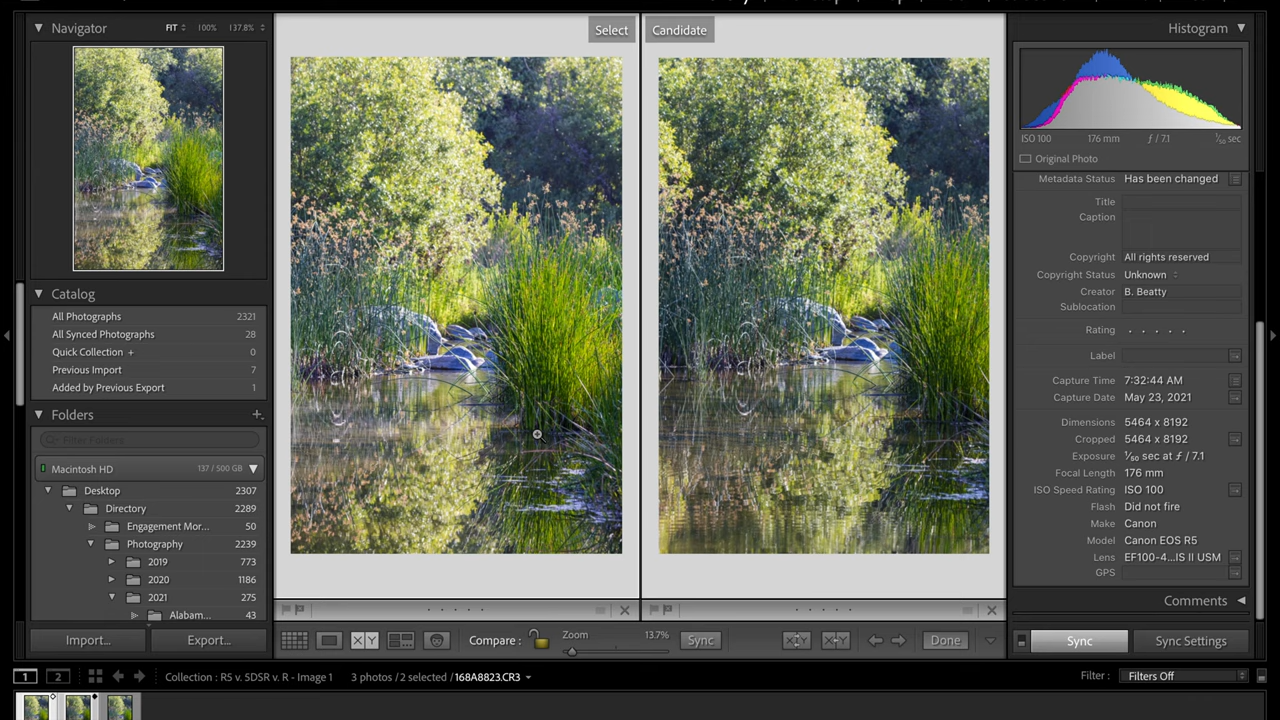 Navigator
FIT
100%
137.8%
Catalog
All Photographs 2321
All Synced Photographs 28
Quick Collection + 0
Previous Import 7
Added by Previous Export 1
Folders +.
Filter Folders
Macintosh HD 137 / 500 GB
Desktop 2307
Directory 2289
Engagement Mor... 50
Photography 2239
2019 773
2020 1186
2021 275
Alabam... 43
Import... Export...
Select
Candidate
X Y
Compare :
Zoom 13.7%
Sync
Done
Histogram
ISO 100 176 mm ƒ / 7.1 1/50 sec
Original Photo
Metadata Status Has been changed
Title
Caption
Copyright All rights reserved
Copyright Status Unknown
Creator B. Beatty
Sublocation
Rating
Label
Capture Time 7:32:44 AM
Capture Date May 23, 2021
Dimensions 5464 x 8192
Cropped 5464 x 8192
Exposure 1/50 sec at ƒ / 7.1
Focal Length 176 mm
ISO Speed Rating ISO 100
Flash Did not fire
Make Canon
Model Canon EOS R5
Lens EF100-4...IS II USM
GPS
Comments
Sync Sync Settings
1 2 Collection : R5 v. 5DSR v. R - Image 1 3 photos / 2 selected / 168A8823.CR3
Filter : Filters Off